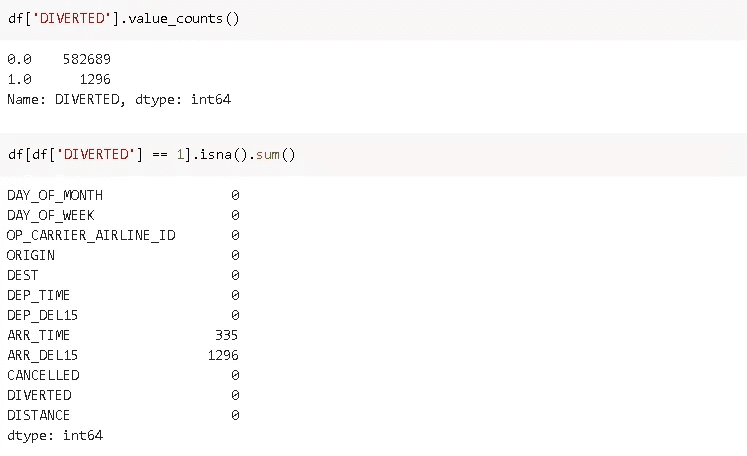 df['DIVERTED'].value_counts()
0.0    582689
1.0      1296
Name: DIVERTED, dtype: int64
df[df['DIVERTED'] == 1].isna().sum()
DAY_OF_MONTH                0
DAY_OF_WEEK                 0
OP_CARRIER_AIRLINE_ID       0
ORIGIN                      0
DEST                        0
DEP_TIME                    0
DEP_DEL15                   0
ARR_TIME                  335
ARR_DEL15                1296
CANCELLED                   0
DIVERTED                    0
DISTANCE                    0
dtype: int64